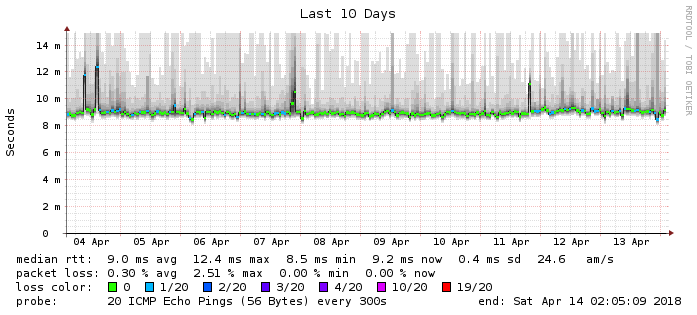 Last 10 Days
RRDTOOL / TOBI OETIKER
Seconds
14 m
12 m
10 m
8 m
6 m
4 m
2 m
0
04 Apr 05 Apr 06 Apr 07 Apr 08 Apr 09 Apr 10 Apr 11 Apr 12 Apr 13 Apr
median rtt: 9.0 ms avg 12.4 ms max 8.5 ms min 9.2 ms now 0.4 ms sd 24.6 am/s
packet loss: 0.30 % avg 2.51 % max 0.00 % min 0.00 % now
loss color: 0 1/20 2/20 3/20 4/20 10/20 19/20
probe: 20 ICMP Echo Pings (56 Bytes) every 300s end: Sat Apr 14 02:05:09 2018